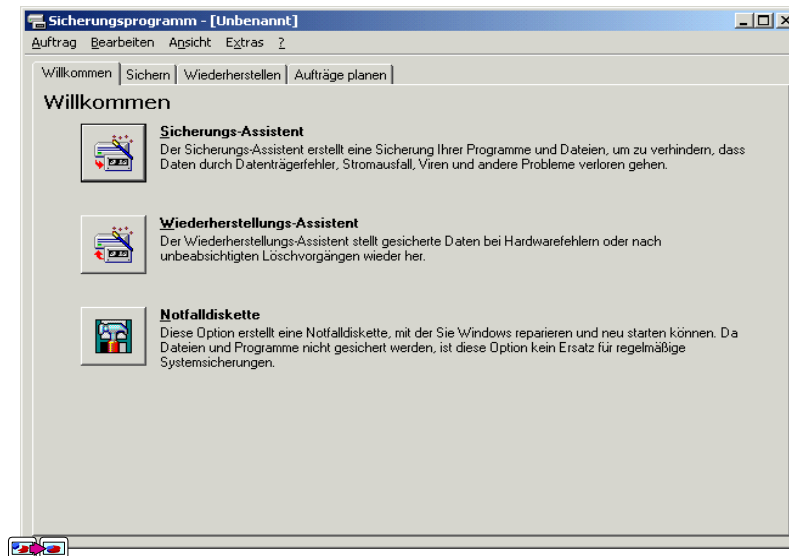 Sicherungsprogramm - [Unbenannt]
Auftrag Bearbeiten Ansicht Extras ?
Willkommen Sichern Wiederherstellen Aufträge planen
Willkommen
Sicherungs-Assistent
Der Sicherungs-Assistent erstellt eine Sicherung Ihrer Programme und Dateien, um zu verhindern, dass
Daten durch Datenträgerfehler, Stromausfall, Viren und andere Probleme verloren gehen.
Wiederherstellungs-Assistent
Der Wiederherstellungs-Assistent stellt gesicherte Daten bei Hardwarefehlern oder nach
unbeabsichtigten Löschvorgängen wieder her.
Notfalldiskette
Diese Option erstellt eine Notfalldiskette, mit der Sie Windows reparieren und neu starten können. Da
Dateien und Programme nicht gesichert werden, ist diese Option kein Ersatz für regelmäßige
Systemsicherungen.